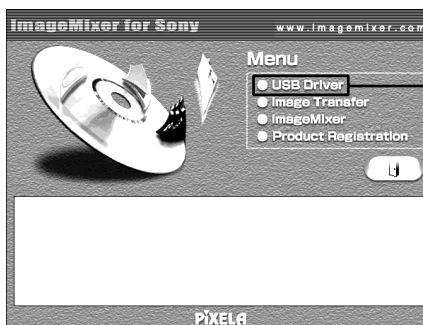 ImageMixer for Sony
www.imagemixer.com
Menu
USB Driver
Image Transfer
ImageMixer
Product Registration
PIXELA